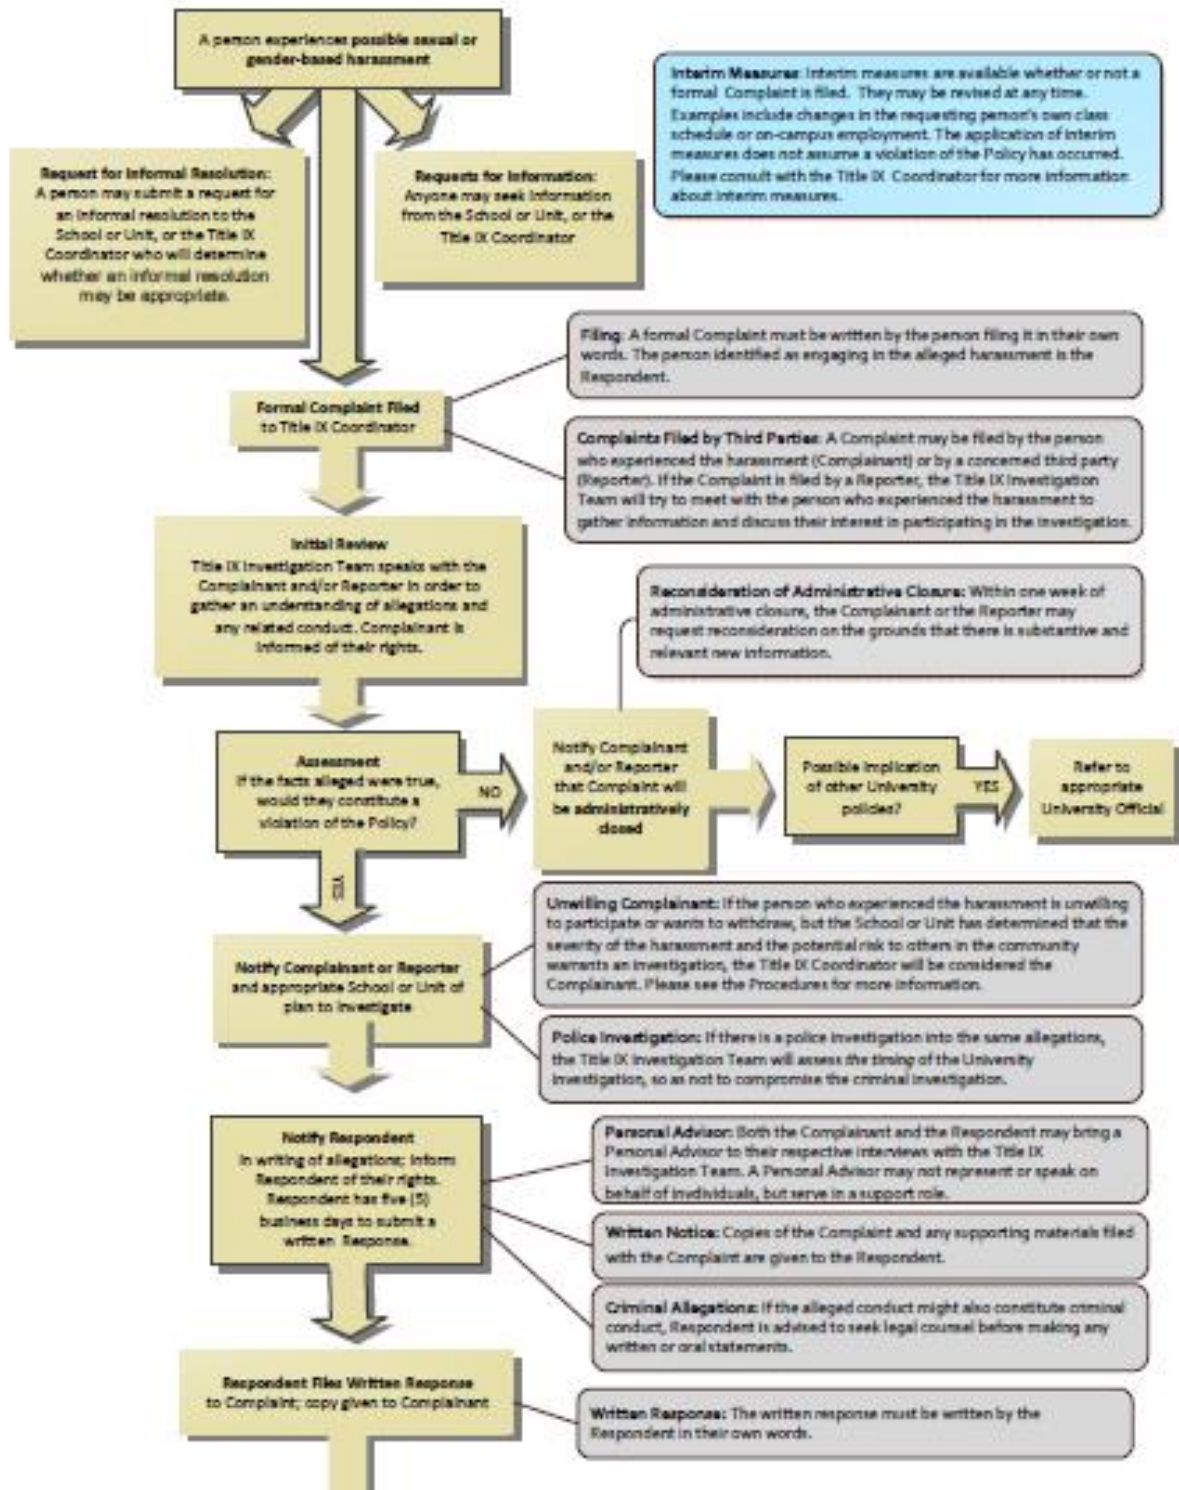 A person experiences possible sexual or
gender-based harassment
Interim Measures: Interim measures are available whether or not a
formal Complaint is filed. They may be revised at any time.
Examples include changes in the requesting person's own class
schedule or on-campus employment. The application of interim
measures does not assume a violation of the Policy has occurred.
Please consult with the Title IX Coordinator for more information
about interim measures.
Request for Informal Resolution:
A person may submit a request for
an informal resolution to the
School or Unit, or the Title IX
Coordinator who will determine
whether an informal resolution
may be appropriate.
Requests for Information:
Anyone may seek information
from the School or Unit, or the
Title IX Coordinator
Filing: A formal Complaint must be written by the person filing it in their own
words. The person identified as engaging in the alleged harassment is the
Respondent.
Formal Complaint Filed
to Title IX Coordinator
Complaints Filed by Third Parties: A Complaint may be filed by the person
who experienced the harassment (Complainant) or by a concerned third party
(Reporter). If the Complaint is filed by a Reporter, the Title IX Investigation
Team will try to meet with the person who experienced the harassment to
gather information and discuss their interest in participating in the investigation.
Initial Review
Title IX Investigation Team speaks with the
Complainant and/or Reporter in order to
gather an understanding of allegations and
any related conduct. Complainant is
informed of their rights.
Reconsideration of Administrative Closure: Within one week of
administrative closure, the Complainant or the Reporter may
request reconsideration on the grounds that there is substantive and
relevant new information.
Assessment
If the facts alleged were true,
would they constitute a
violation of the Policy?
NO
Notify Complainant
and/or Reporter
that Complaint will
be administratively
closed
Possible implication
of other University
policies?
YES
Refer to
appropriate
University Official
YES
Unwilling Complainant: If the person who experienced the harassment is unwilling
to participate or wants to withdraw, but the School or Unit has determined that the
severity of the harassment and the potential risk to others in the community
warrants an investigation, the Title IX Coordinator will be considered the
Complainant. Please see the Procedures for more information.
Notify Complainant or Reporter
and appropriate School or Unit of
plan to investigate
Police Investigation: If there is a police investigation into the same allegations,
the Title IX Investigation Team will assess the timing of the University
investigation, so as not to compromise the criminal investigation.
Notify Respondent
in writing of allegations; inform
Respondent of their rights.
Respondent has five (5)
business days to submit a
written Response.
Personal Advisor: Both the Complainant and the Respondent may bring a
Personal Advisor to their respective interviews with the Title IX
Investigation Team. A Personal Advisor may not represent or speak on
behalf of invdividuals, but serve in a support role.
Written Notice: Copies of the Complaint and any supporting materials filed
with the Complaint are given to the Respondent.
Criminal Allegations: If the alleged conduct might also constitute criminal
conduct, Respondent is advised to seek legal counsel before making any
written or oral statements.
Respondent Files Written Response
to Complaint; copy given to Complainant
Written Response: The written response must be written by the
Respondent in their own words.